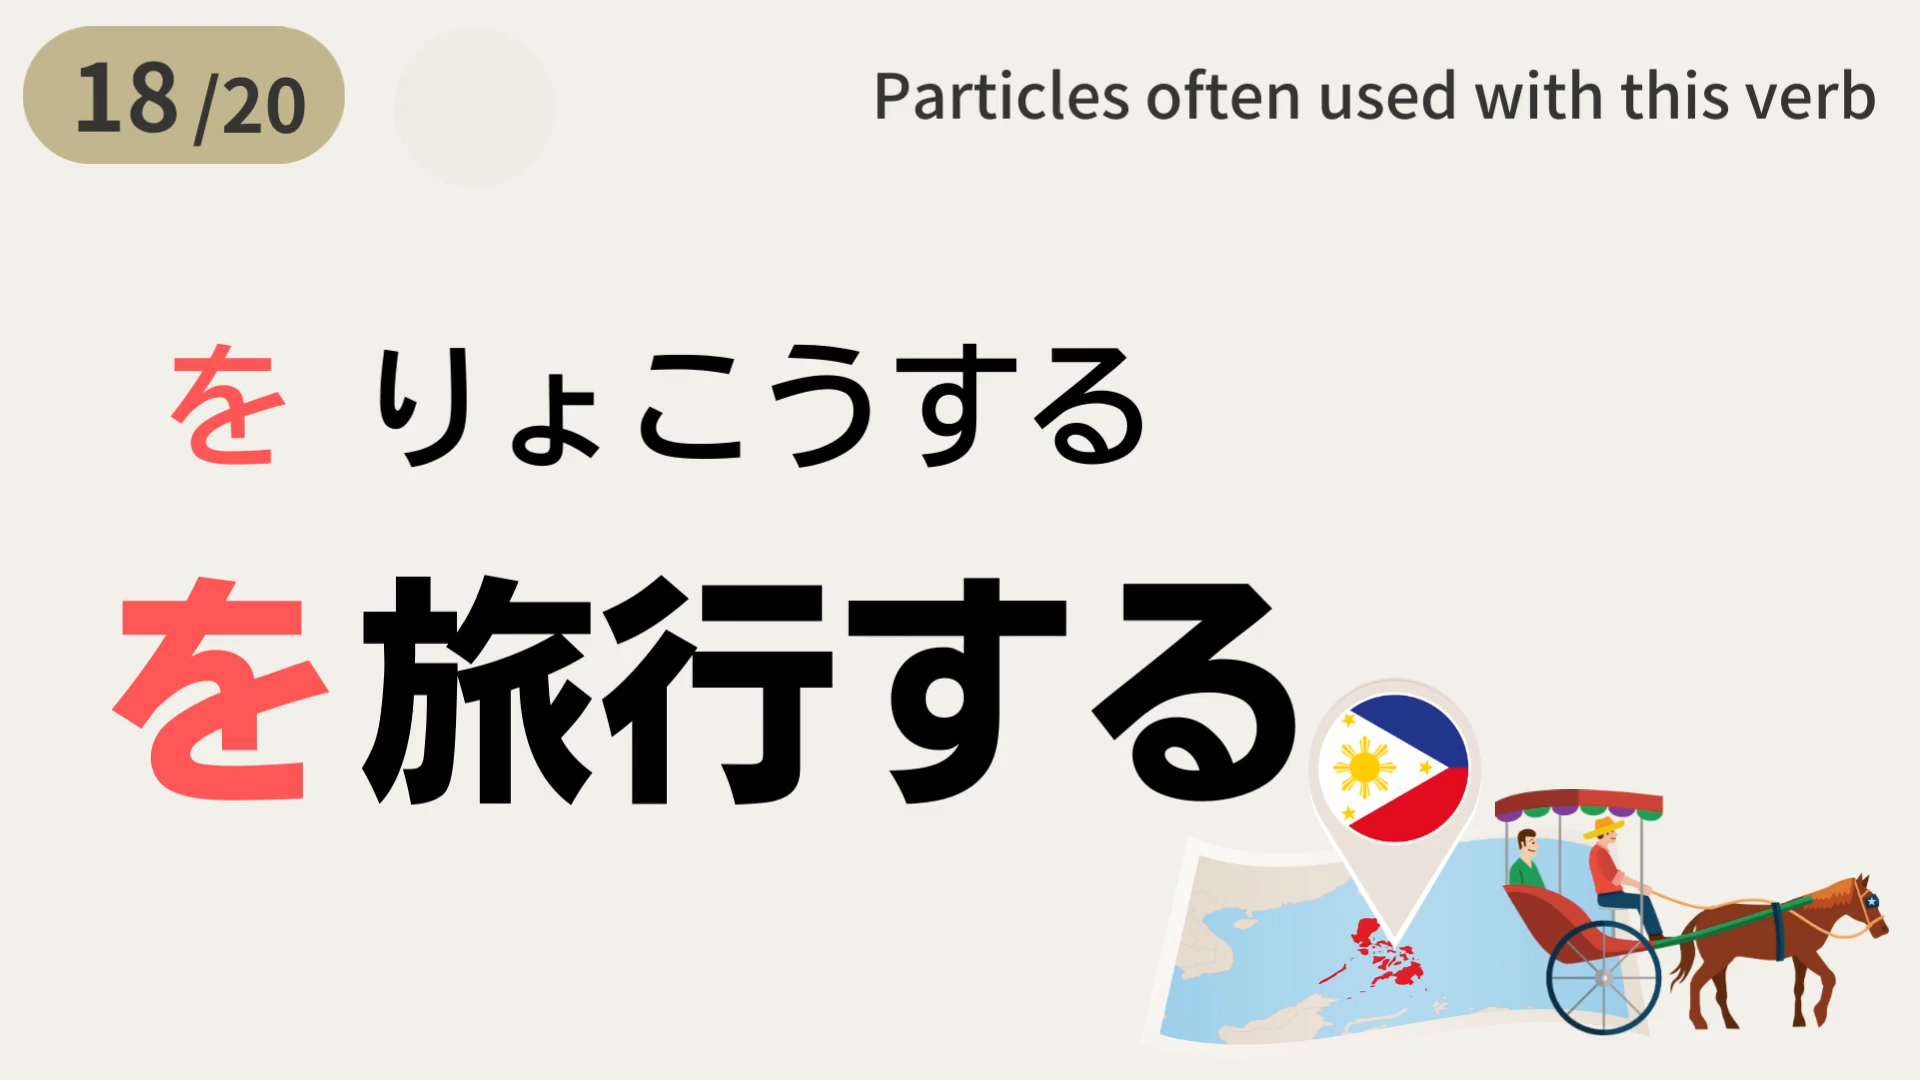 18/20
Particles often used with this verb
を りょこうする
を旅行する